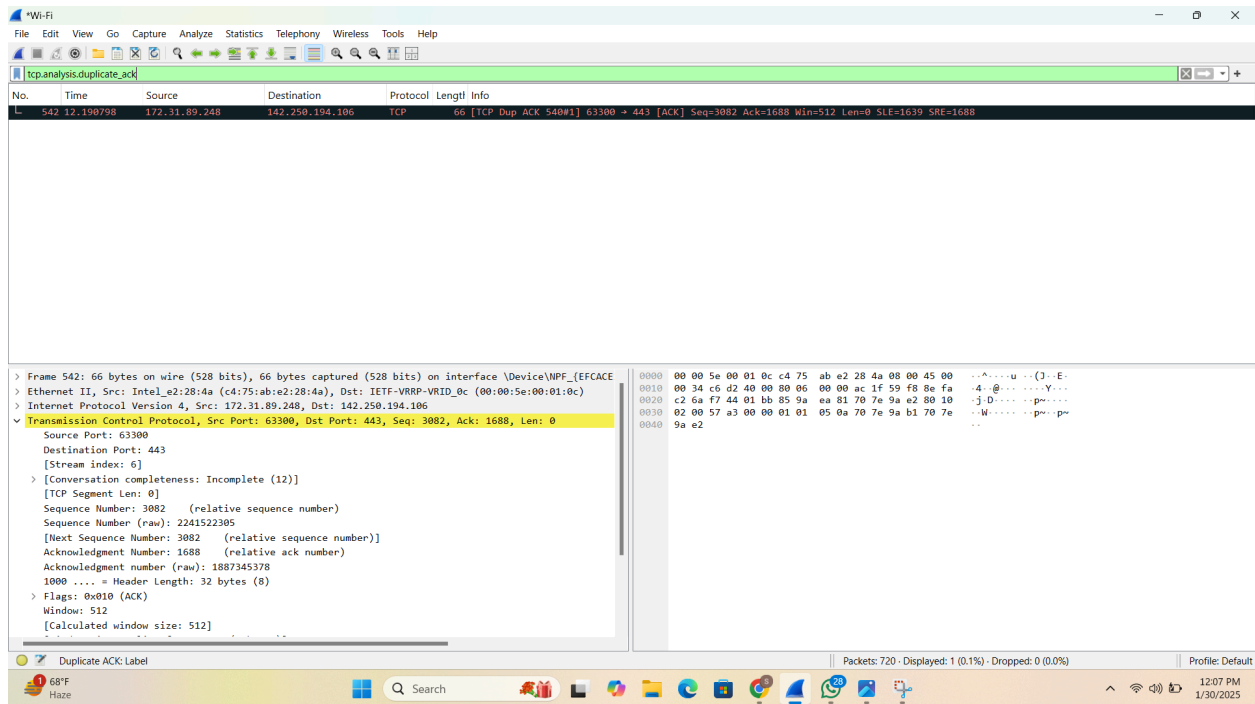 *Wi-Fi
File Edit View Go Capture Analyze Statistics Telephony Wireless Tools Help
tcp.analysis.duplicate_ack
No. Time Source Destination Protocol Length Info
542 12.190798 172.31.89.248 142.250.194.106 TCP 66 [TCP Dup ACK 540#1] 63300 → 443 [ACK] Seq=3082 Ack=1688 Win=512 Len=0 SLE=1639 SRE=1688
Frame 542: 66 bytes on wire (528 bits), 66 bytes captured (528 bits) on interface \Device\NPF_{EFCACE
Ethernet II, Src: Intel_e2:28:4a (c4:75:ab:e2:28:4a), Dst: IETF-VRRP-VRID_0c (00:00:5e:00:01:0c)
Internet Protocol Version 4, Src: 172.31.89.248, Dst: 142.250.194.106
Transmission Control Protocol, Src Port: 63300, Dst Port: 443, Seq: 3082, Ack: 1688, Len: 0
Source Port: 63300
Destination Port: 443
[Stream index: 6]
[Conversation completeness: Incomplete (12)]
[TCP Segment Len: 0]
Sequence Number: 3082 (relative sequence number)
Sequence Number (raw): 2241522305
[Next Sequence Number: 3082 (relative sequence number)]
Acknowledgment Number: 1688 (relative ack number)
Acknowledgment number (raw): 1887345378
1000 .... = Header Length: 32 bytes (8)
Flags: 0x010 (ACK)
Window: 512
[Calculated window size: 512]
0000 00 00 5e 00 01 0c c4 75 ab e2 28 4a 08 00 45 00 ··^····u ··(J··E·
0010 00 34 c6 d2 40 00 80 06 00 00 ac 1f 59 f8 8e fa ·4··@··· ····Y···
0020 c2 6a f7 44 01 bb 85 9a ea 81 70 7e 9a e2 80 10 ·j·D···· ··p~····
0030 02 00 57 a3 00 00 01 01 05 0a 70 7e 9a b1 70 7e ··W····· ··p~··p~
0040 9a e2 ··
Duplicate ACK: Label
Packets: 720 · Displayed: 1 (0.1%) · Dropped: 0 (0.0%)
Profile: Default
1
68°F
Haze
Search
28
12:07 PM
1/30/2025